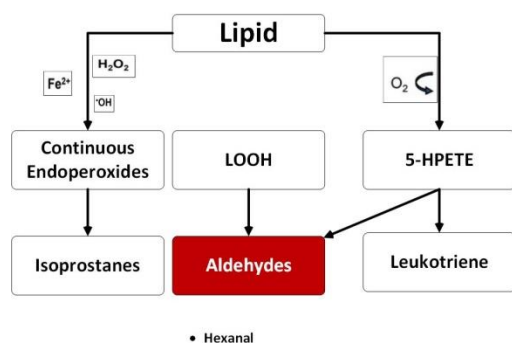 Lipid
H₂O₂
Fe²⁺
•OH
O₂
Continuous
Endoperoxides
LOOH
5-HPETE
Isoprostanes
Aldehydes
Leukotriene
• Hexanal